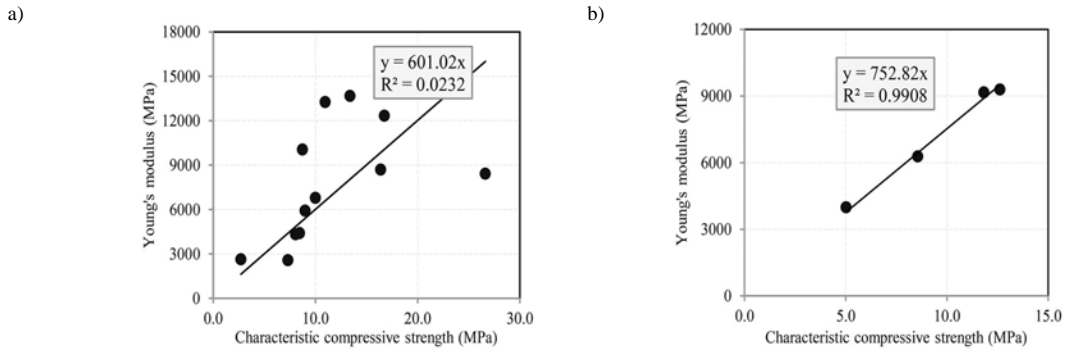 a)
18000
15000
12000
9000
6000
3000
0
Young's modulus (MPa)
y = 601.02x
R² = 0.0232
0.0 10.0 20.0 30.0
Characteristic compressive strength (MPa)
b)
12000
9000
6000
3000
0
Young's modulus (MPa)
y = 752.82x
R² = 0.9908
0.0 5.0 10.0 15.0
Characteristic compressive strength (MPa)